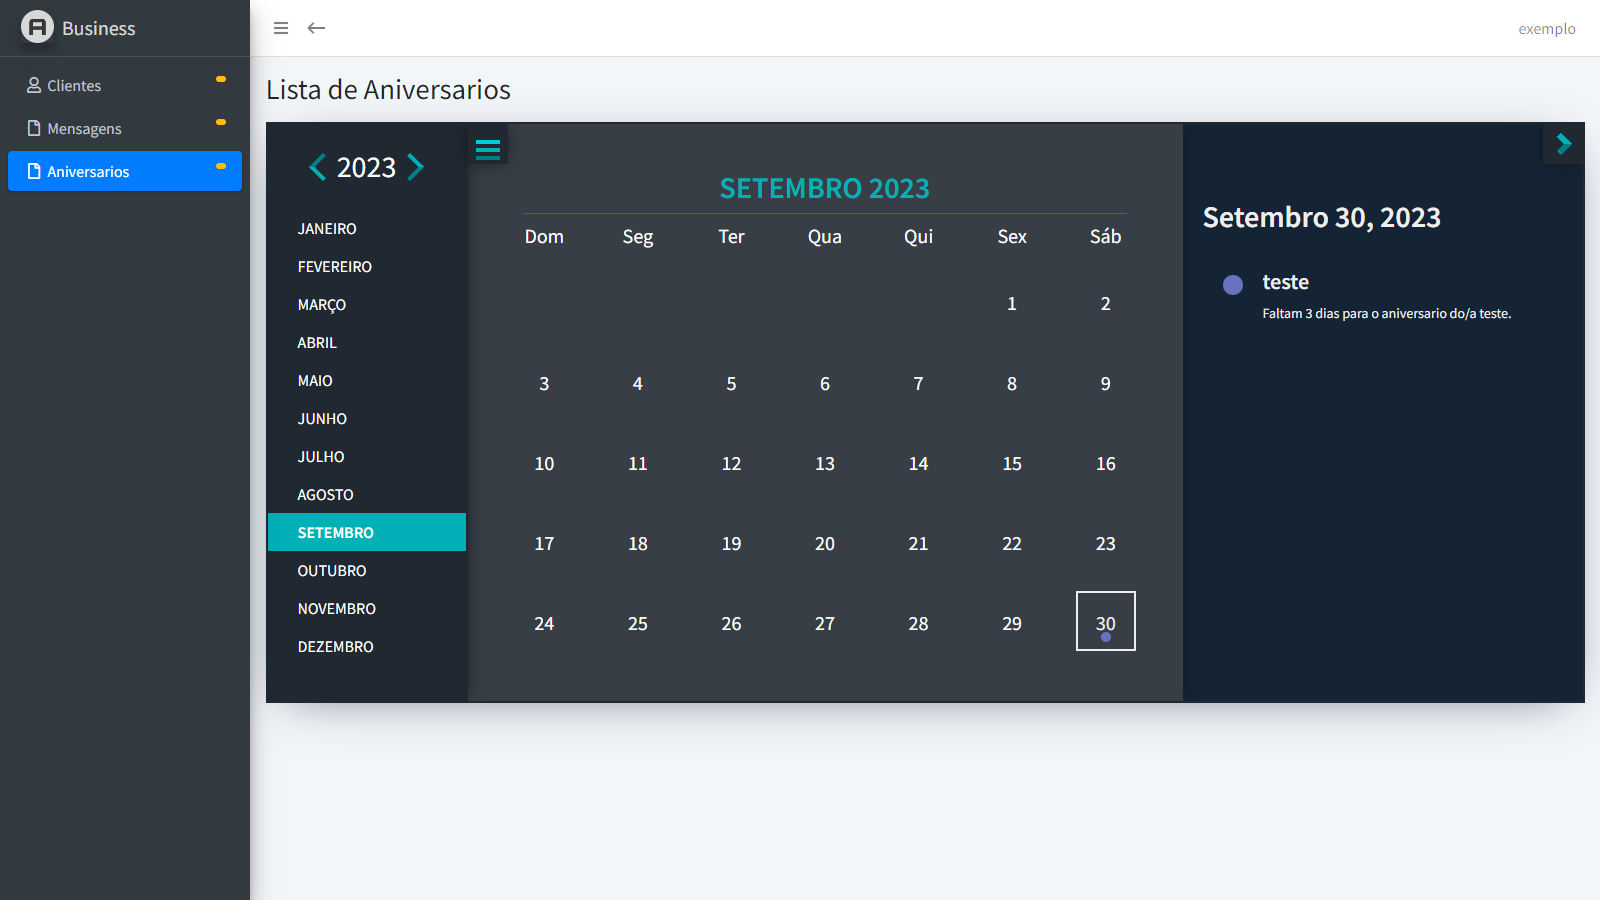 Business
exemplo
Clientes
Mensagens
Aniversarios
Lista de Aniversarios
2023
JANEIRO
FEVEREIRO
MARÇO
ABRIL
MAIO
JUNHO
JULHO
AGOSTO
SETEMBRO
OUTUBRO
NOVEMBRO
DEZEMBRO
SETEMBRO 2023
Dom Seg Ter Qua Qui Sex Sáb
1 2
3 4 5 6 7 8 9
10 11 12 13 14 15 16
17 18 19 20 21 22 23
24 25 26 27 28 29 30
Setembro 30, 2023
teste
Faltam 3 dias para o aniversario do/a teste.